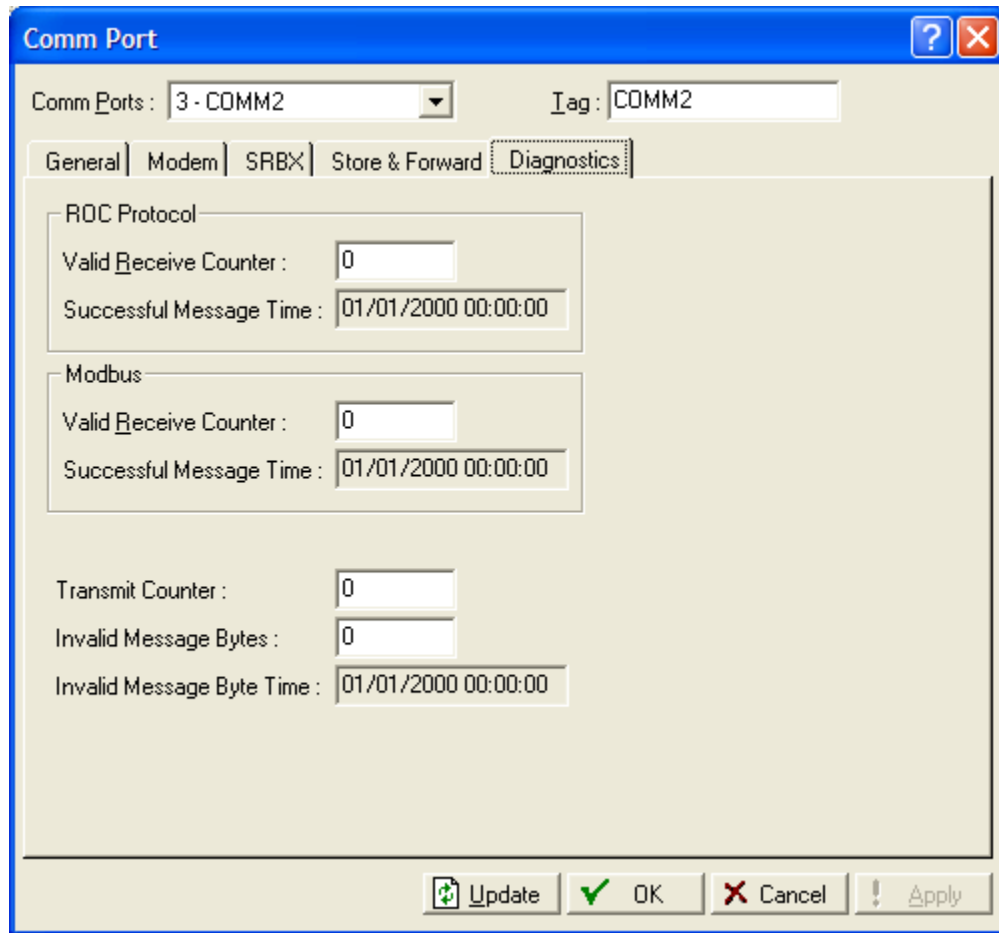 Comm Port
Comm Ports : 3 - COMM2 Tag : COMM2
General Modem SRBX Store & Forward Diagnostics
ROC Protocol
Valid Receive Counter : 0
Successful Message Time : 01/01/2000 00:00:00
Modbus
Valid Receive Counter : 0
Successful Message Time : 01/01/2000 00:00:00
Transmit Counter : 0
Invalid Message Bytes : 0
Invalid Message Byte Time : 01/01/2000 00:00:00
Update OK Cancel Apply